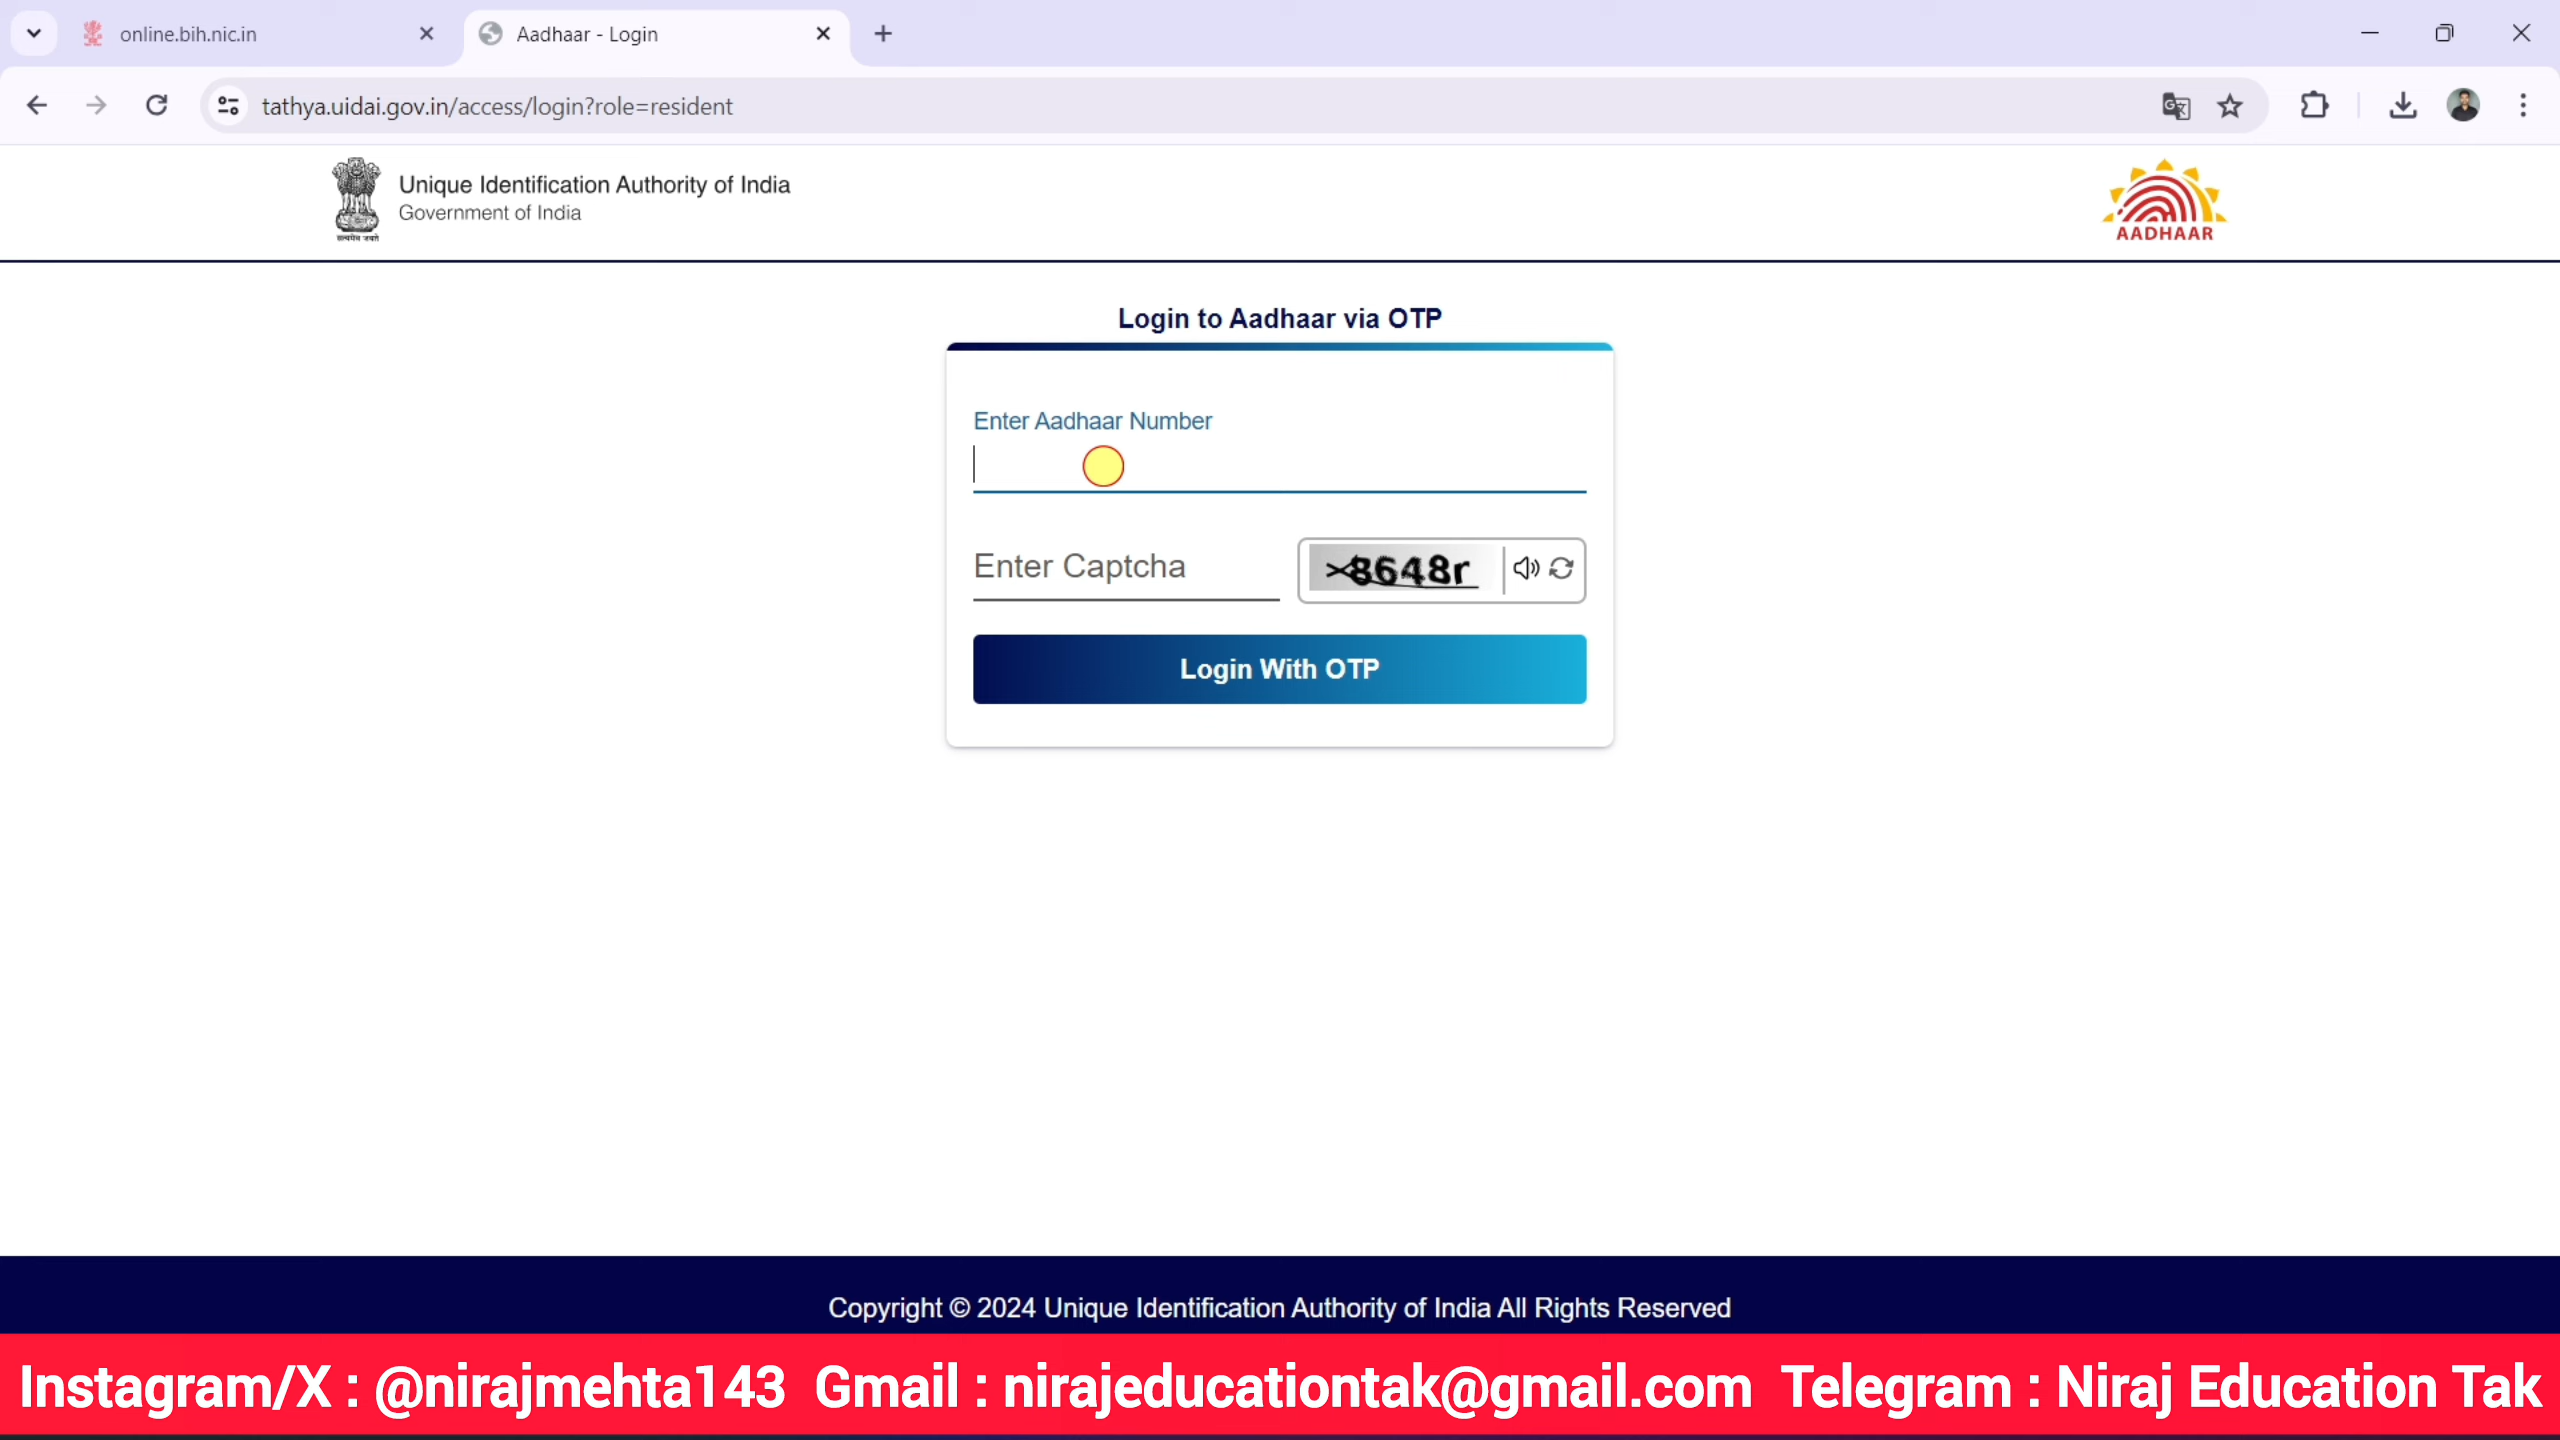 online.bih.nic.in
Aadhaar - Login
tathya.uidai.gov.in/access/login?role=resident
Unique Identification Authority of India
Government of India
सत्यमेव जयते
AADHAAR
Login to Aadhaar via OTP
Enter Aadhaar Number
Enter Captcha
x8648r
Login With OTP
Copyright © 2024 Unique Identification Authority of India All Rights Reserved
Instagram/X : @nirajmehta143 Gmail : nirajeducationtak@gmail.com Telegram : Niraj Education Tak